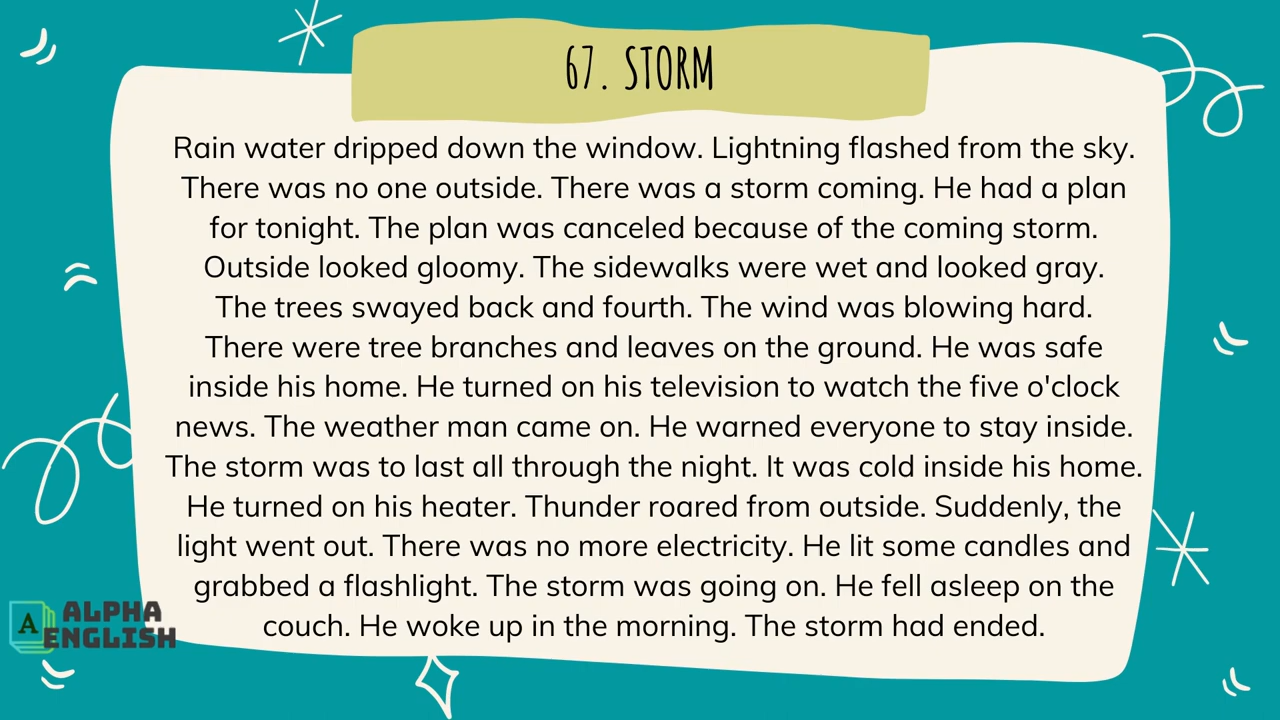 67. STORM
Rain water dripped down the window. Lightning flashed from the sky.
There was no one outside. There was a storm coming. He had a plan
for tonight. The plan was canceled because of the coming storm.
Outside looked gloomy. The sidewalks were wet and looked gray.
The trees swayed back and fourth. The wind was blowing hard.
There were tree branches and leaves on the ground. He was safe
inside his home. He turned on his television to watch the five o'clock
news. The weather man came on. He warned everyone to stay inside.
The storm was to last all through the night. It was cold inside his home.
He turned on his heater. Thunder roared from outside. Suddenly, the
light went out. There was no more electricity. He lit some candles and
grabbed a flashlight. The storm was going on. He fell asleep on the
couch. He woke up in the morning. The storm had ended.
A
ALPHA
ENGLISH